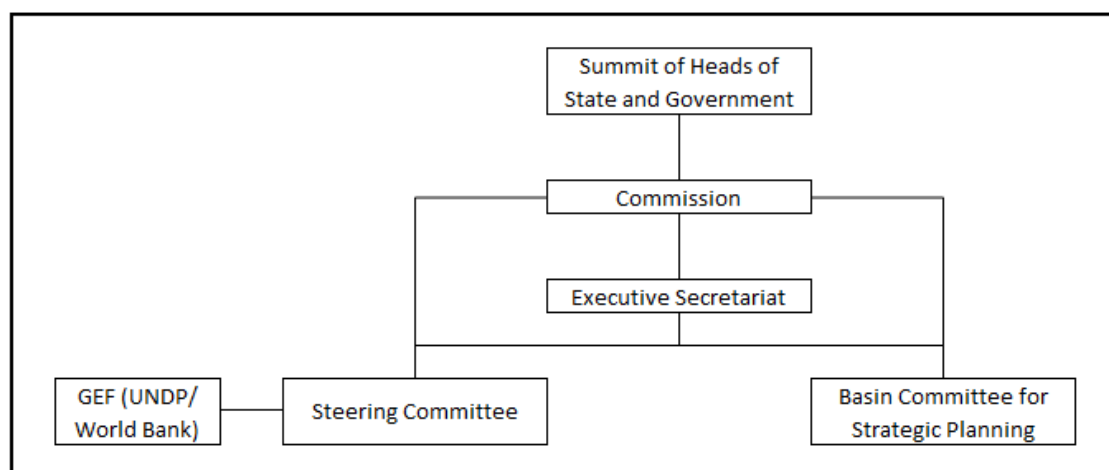 Summit of Heads of
State and Government
Commission
Executive Secretariat
GEF (UNDP/
World Bank)
Steering Committee
Basin Committee for
Strategic Planning